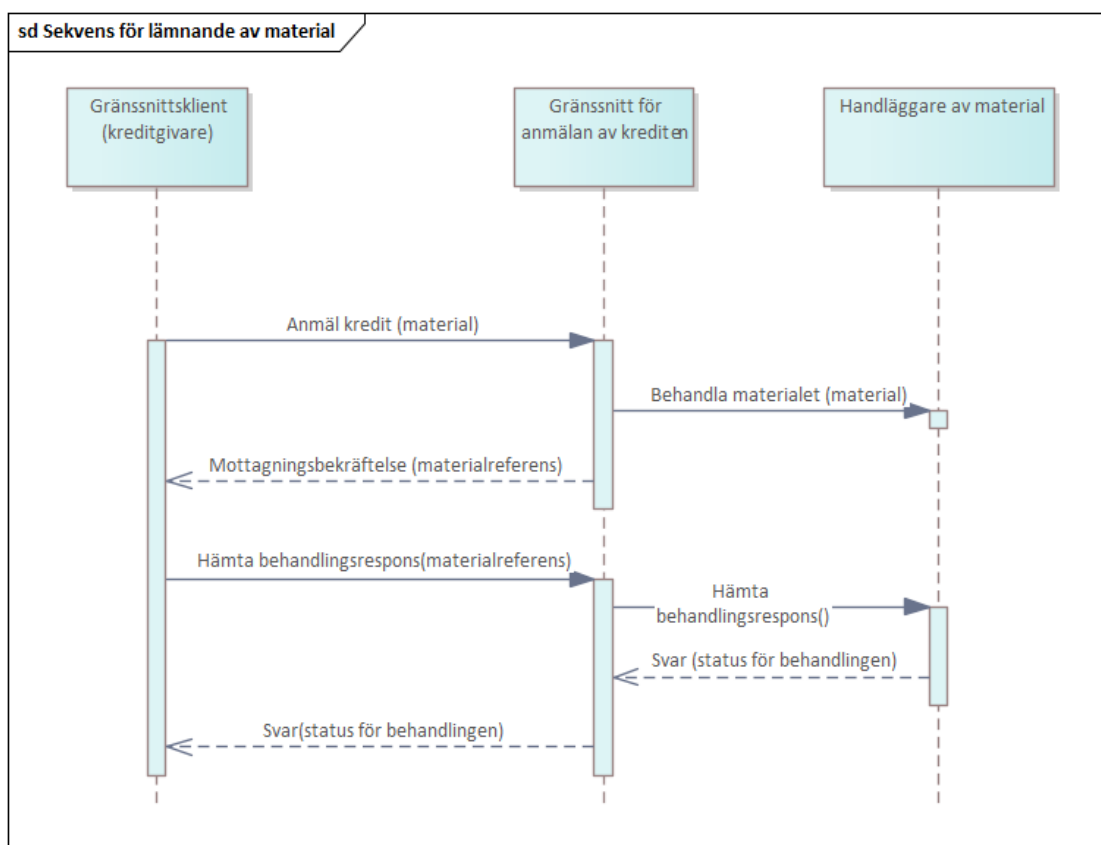 sd Sekvens för lämnande av material
Gränssnittsklient
(kreditgivare)
Gränssnitt för
anmälan av krediten
Handläggare av material
Anmäl kredit (material)
Behandla materialet (material)
Mottagningsbekräftelse (materialreferens)
Hämta behandlingsrespons(materialreferens)
Hämta
behandlingsrespons()
Svar (status för behandlingen)
Svar(status för behandlingen)